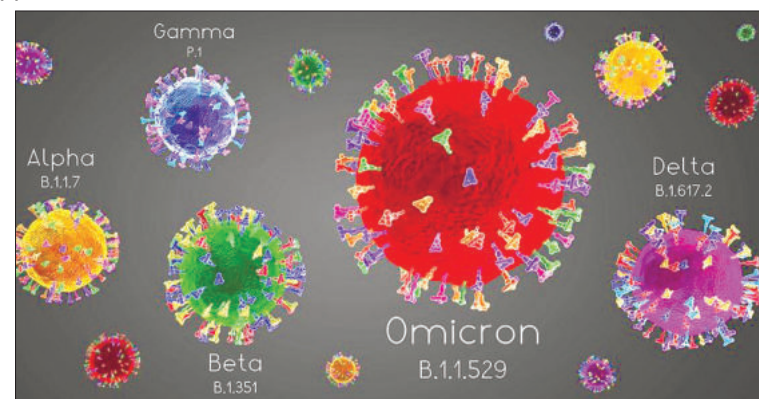 Gamma
P.1
Alpha
B.1.1.7
Delta
B.1.617.2
Omicron
B.1.1.529
Beta
B.1.351